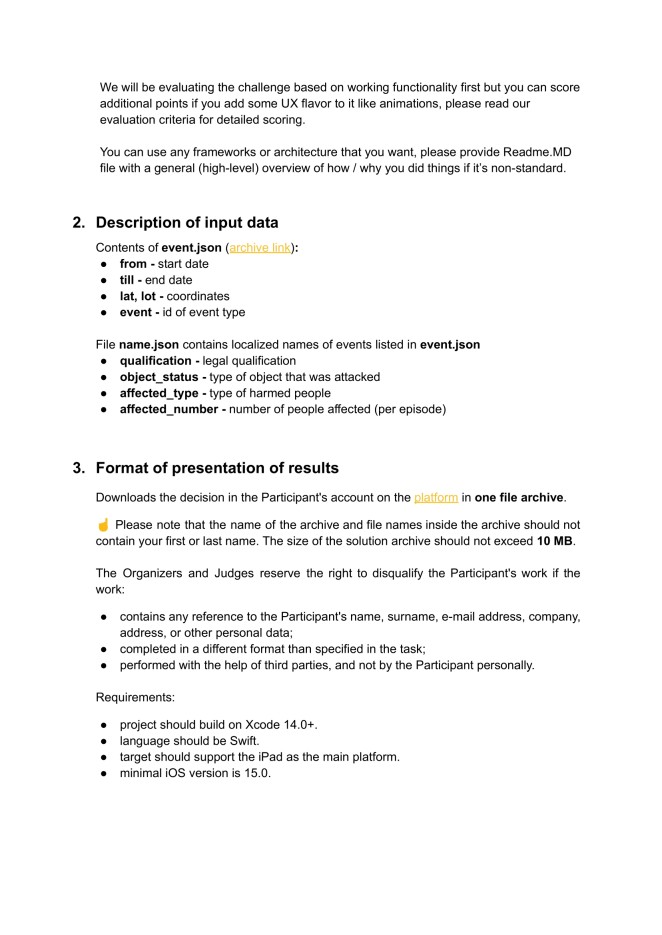 We will be evaluating the challenge based on working functionality first but you can score
additional points if you add some UX flavor to it like animations, please read our
evaluation criteria for detailed scoring.
You can use any frameworks or architecture that you want, please provide Readme.MD
file with a general (high-level) overview of how / why you did things if it's non-standard.
2. Description of input data
Contents of event.json (archive link):
● from - start date
● till - end date
● lat, lot - coordinates
● event - id of event type
File name.json contains localized names of events listed in event.json
● qualification - legal qualification
● object_status - type of object that was attacked
● affected_type - type of harmed people
● affected_number - number of people affected (per episode)
3. Format of presentation of results
Downloads the decision in the Participant's account on the platform in one file archive.
☝ Please note that the name of the archive and file names inside the archive should not
contain your first or last name. The size of the solution archive should not exceed 10 MB.
The Organizers and Judges reserve the right to disqualify the Participant's work if the
work:
● contains any reference to the Participant's name, surname, e-mail address, company,
address, or other personal data;
● completed in a different format than specified in the task;
● performed with the help of third parties, and not by the Participant personally.
Requirements:
● project should build on Xcode 14.0+.
● language should be Swift.
● target should support the iPad as the main platform.
● minimal iOS version is 15.0.